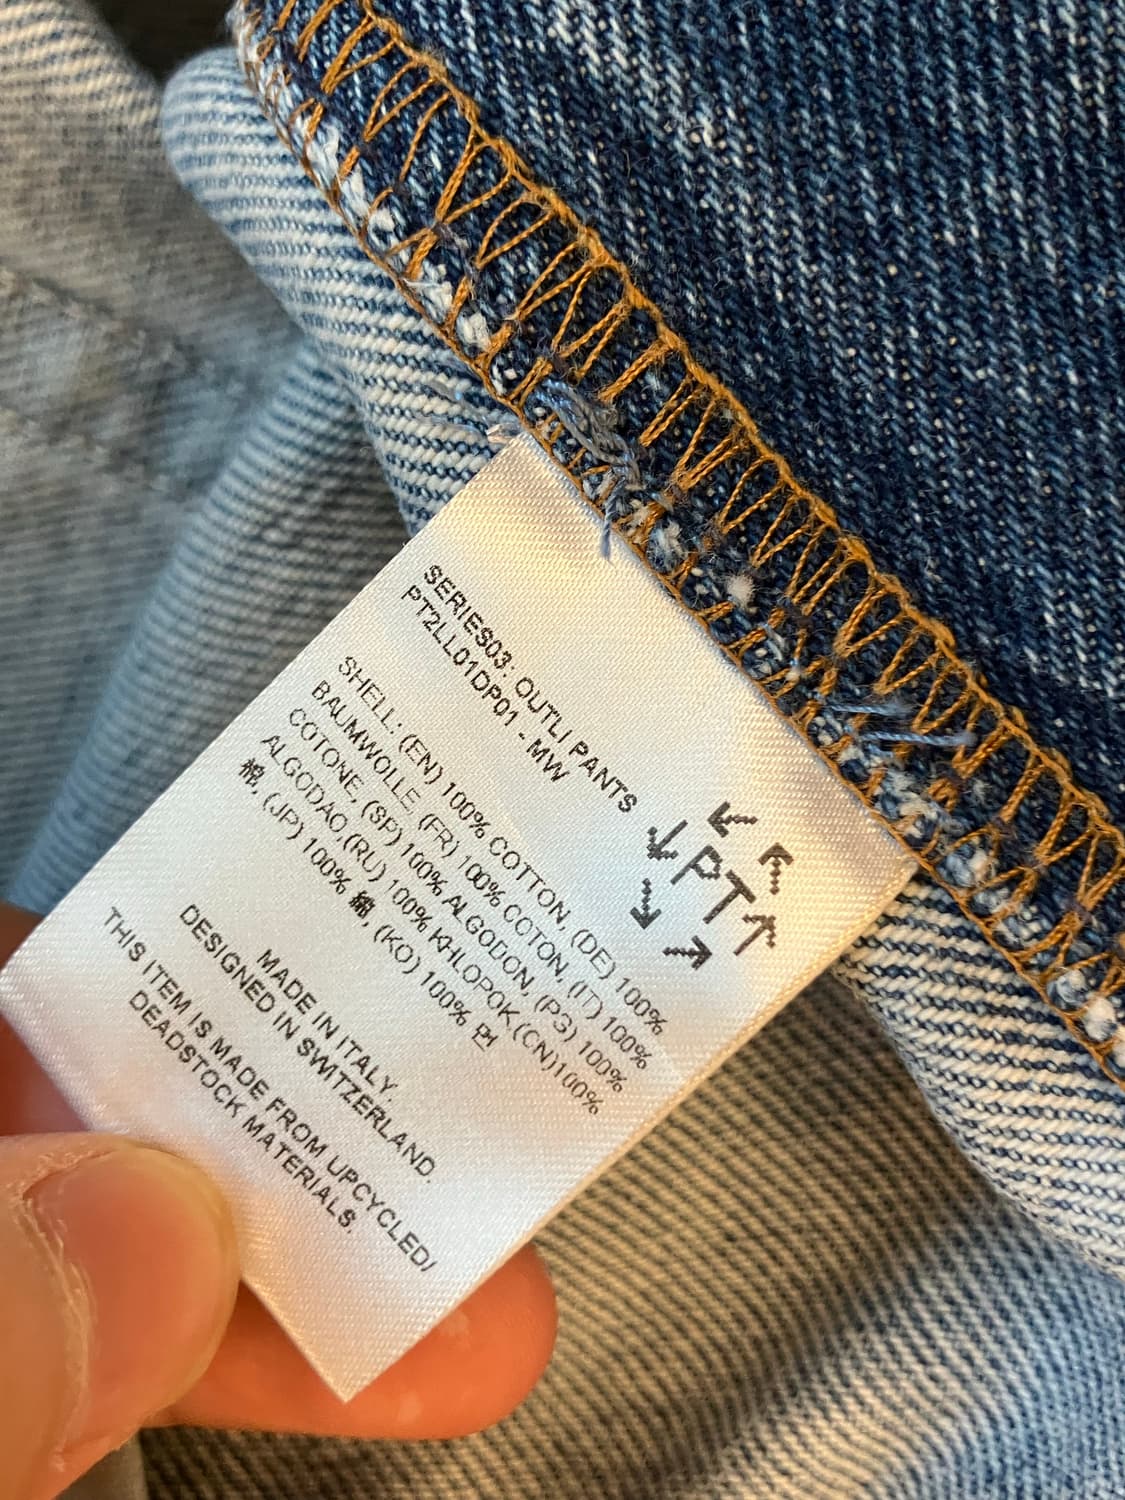 PT
SERIES03: OUTLI PANTS
PT2LL01DP01 - MW
SHELL: (EN) 100% COTTON, (DE) 100%
BAUMWOLLE, (FR) 100% COTON, (IT) 100%
COTONE, (SP) 100% ALGODON, (P3) 100%
ALGODAO,(RU) 100% KHLOPOK,(CN)100%
棉, (JP) 100% 綿, (KO) 100% 면
MADE IN ITALY.
DESIGNED IN SWITZERLAND.
THIS ITEM IS MADE FROM UPCYCLED/
DEADSTOCK MATERIALS.